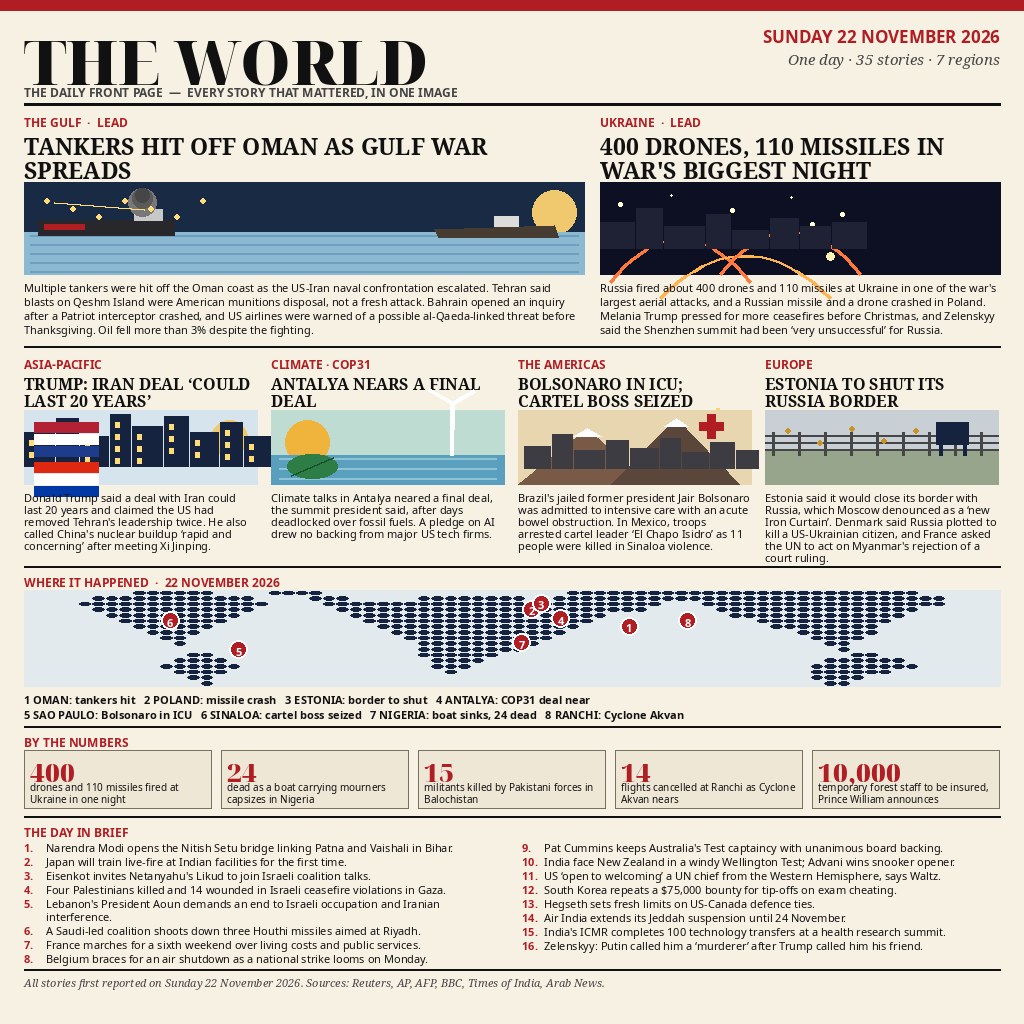 THE WORLD
SUNDAY 22 NOVEMBER 2026
One day · 35 stories · 7 regions
THE DAILY FRONT PAGE — EVERY STORY THAT MATTERED, IN ONE IMAGE
THE GULF · LEAD
TANKERS HIT OFF OMAN AS GULF WAR
SPREADS
Multiple tankers were hit off the Oman coast as the US-Iran naval confrontation escalated. Tehran said
blasts on Qeshm Island were American munitions disposal, not a fresh attack. Bahrain opened an inquiry
after a Patriot interceptor crashed, and US airlines were warned of a possible al-Qaeda-linked threat before
Thanksgiving. Oil fell more than 3% despite the fighting.
UKRAINE · LEAD
400 DRONES, 110 MISSILES IN
WAR'S BIGGEST NIGHT
Russia fired about 400 drones and 110 missiles at Ukraine in one of the war's
largest aerial attacks, and a Russian missile and a drone crashed in Poland.
Melania Trump pressed for more ceasefires before Christmas, and Zelenskyy
said the Shenzhen summit had been ‘very unsuccessful’ for Russia.
ASIA-PACIFIC
TRUMP: IRAN DEAL ‘COULD
LAST 20 YEARS’
Donald Trump said a deal with Iran could
last 20 years and claimed the US had
removed Tehran's leadership twice. He also
called China's nuclear buildup ‘rapid and
concerning’ after meeting Xi Jinping.
CLIMATE · COP31
ANTALYA NEARS A FINAL
DEAL
Climate talks in Antalya neared a final deal,
the summit president said, after days
deadlocked over fossil fuels. A pledge on AI
drew no backing from major US tech firms.
THE AMERICAS
BOLSONARO IN ICU;
CARTEL BOSS SEIZED
Brazil's jailed former president Jair Bolsonaro
was admitted to intensive care with an acute
bowel obstruction. In Mexico, troops
arrested cartel leader ‘El Chapo Isidro’ as 11
people were killed in Sinaloa violence.
EUROPE
ESTONIA TO SHUT ITS
RUSSIA BORDER
Estonia said it would close its border with
Russia, which Moscow denounced as a ‘new
Iron Curtain’. Denmark said Russia plotted to
kill a US-Ukrainian citizen, and France asked
the UN to act on Myanmar's rejection of a
court ruling.
WHERE IT HAPPENED · 22 NOVEMBER 2026
6
5
2
3
4
7
1
8
1 OMAN: tankers hit 2 POLAND: missile crash 3 ESTONIA: border to shut 4 ANTALYA: COP31 deal near
5 SAO PAULO: Bolsonaro in ICU 6 SINALOA: cartel boss seized 7 NIGERIA: boat sinks, 24 dead 8 RANCHI: Cyclone Akvan
BY THE NUMBERS
400
drones and 110 missiles fired at
Ukraine in one night
24
dead as a boat carrying mourners
capsizes in Nigeria
15
militants killed by Pakistani forces in
Balochistan
14
flights cancelled at Ranchi as Cyclone
Akvan nears
10,000
temporary forest staff to be insured,
Prince William announces
THE DAY IN BRIEF
1. Narendra Modi opens the Nitish Setu bridge linking Patna and Vaishali in Bihar.
2. Japan will train live-fire at Indian facilities for the first time.
3. Eisenkot invites Netanyahu's Likud to join Israeli coalition talks.
4. Four Palestinians killed and 14 wounded in Israeli ceasefire violations in Gaza.
5. Lebanon's President Aoun demands an end to Israeli occupation and Iranian
interference.
6. A Saudi-led coalition shoots down three Houthi missiles aimed at Riyadh.
7. France marches for a sixth weekend over living costs and public services.
8. Belgium braces for an air shutdown as a national strike looms on Monday.
9. Pat Cummins keeps Australia's Test captaincy with unanimous board backing.
10. India face New Zealand in a windy Wellington Test; Advani wins snooker opener.
11. US ‘open to welcoming’ a UN chief from the Western Hemisphere, says Waltz.
12. South Korea repeats a $75,000 bounty for tip-offs on exam cheating.
13. Hegseth sets fresh limits on US-Canada defence ties.
14. Air India extends its Jeddah suspension until 24 November.
15. India's ICMR completes 100 technology transfers at a health research summit.
16. Zelenskyy: Putin called him a ‘murderer’ after Trump called him his friend.
All stories first reported on Sunday 22 November 2026. Sources: Reuters, AP, AFP, BBC, Times of India, Arab News.